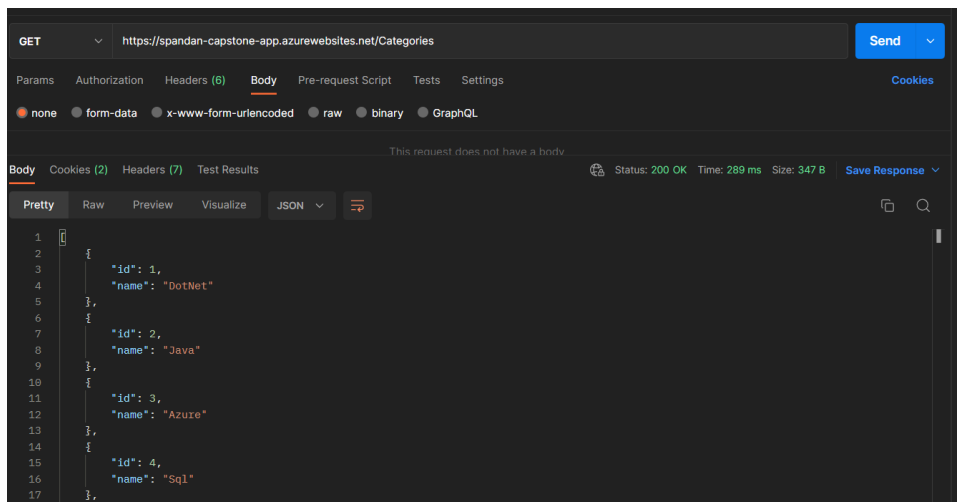 GET https://spandan-capstone-app.azurewebsites.net/Categories Send
Params Authorization Headers (6) Body Pre-request Script Tests Settings Cookies
none form-data x-www-form-urlencoded raw binary GraphQL
This request does not have a body
Body Cookies (2) Headers (7) Test Results Status: 200 OK Time: 289 ms Size: 347 B Save Response
Pretty Raw Preview Visualize JSON
1 [
2 {
3 "id": 1,
4 "name": "DotNet"
5 },
6 {
7 "id": 2,
8 "name": "Java"
9 },
10 {
11 "id": 3,
12 "name": "Azure"
13 },
14 {
15 "id": 4,
16 "name": "Sql"
17 },